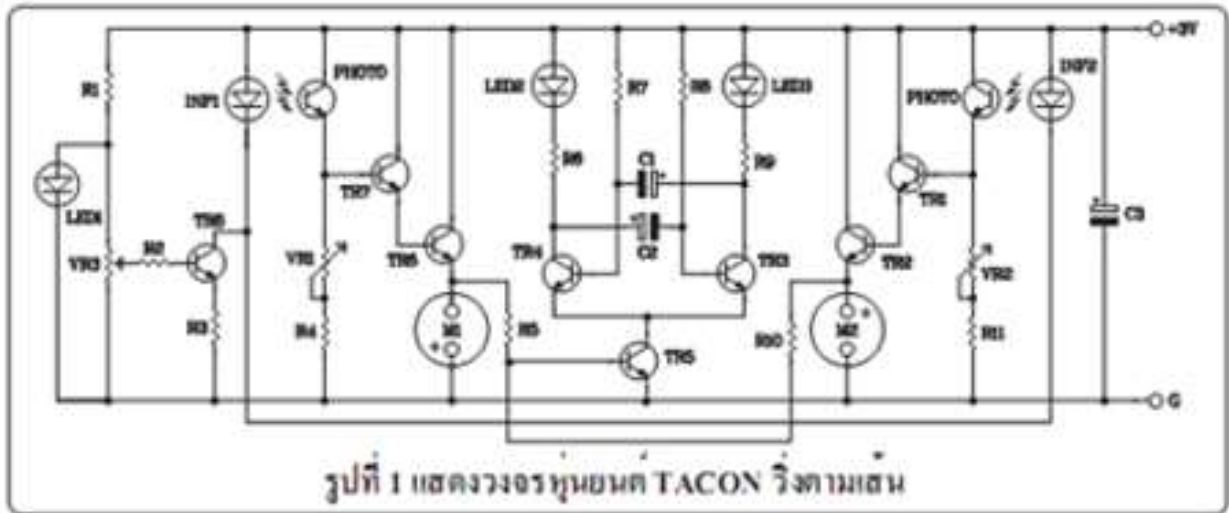 +3V
R1
INF1
PHOTO
LED2
R7
R8
LED3
PHOTO
INF2
LED1
R6
C1
R9
TR7
TR1
C3
C2
VR3
R2
TR8
VR1
TR6
TR4
TR3
TR2
VR2
R3
R4
+
M1
R5
TR5
R10
M2
+
R11
G
รูปที่ 1 แสดงวงจรหุ่นยนต์ TACON วิ่งตามเส้น